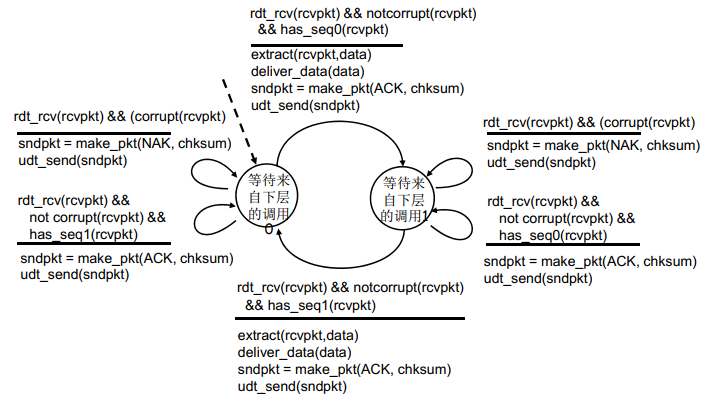 rdt_rcv(rcvpkt) && notcorrupt(rcvpkt)
&& has_seq0(rcvpkt)
extract(rcvpkt,data)
deliver_data(data)
sndpkt = make_pkt(ACK, chksum)
udt_send(sndpkt)
rdt_rcv(rcvpkt) && (corrupt(rcvpkt)
sndpkt = make_pkt(NAK, chksum)
udt_send(sndpkt)
rdt_rcv(rcvpkt) &&
not corrupt(rcvpkt) &&
has_seq1(rcvpkt)
sndpkt = make_pkt(ACK, chksum)
udt_send(sndpkt)
等待来
自下层
的调用
0
等待来
自下层
的调用1
rdt_rcv(rcvpkt) && (corrupt(rcvpkt)
sndpkt = make_pkt(NAK, chksum)
udt_send(sndpkt)
rdt_rcv(rcvpkt) &&
not corrupt(rcvpkt) &&
has_seq0(rcvpkt)
sndpkt = make_pkt(ACK, chksum)
udt_send(sndpkt)
rdt_rcv(rcvpkt) && notcorrupt(rcvpkt)
&& has_seq1(rcvpkt)
extract(rcvpkt,data)
deliver_data(data)
sndpkt = make_pkt(ACK, chksum)
udt_send(sndpkt)